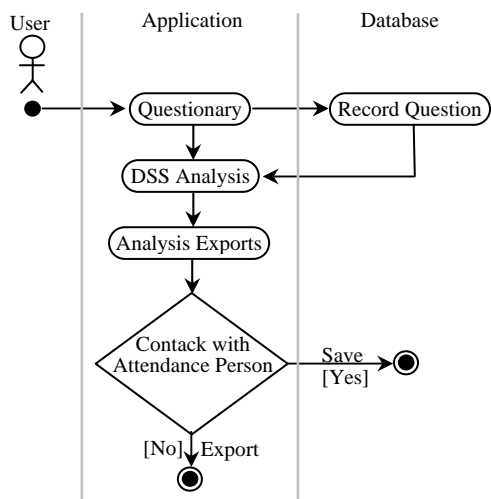 User
Application
Database
Questionary
Record Question
DSS Analysis
Analysis Exports
Contack with
Attendance Person
Save
[Yes]
[No] Export